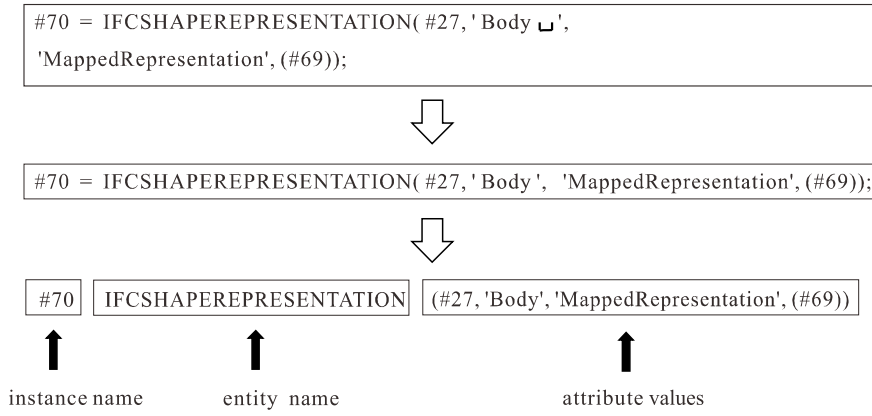 #70 = IFCSHAPEREPRESENTATION( #27, ' Body ␣ ',
'MappedRepresentation', (#69));
#70 = IFCSHAPEREPRESENTATION( #27, ' Body ', 'MappedRepresentation', (#69));
#70 IFCSHAPEREPRESENTATION (#27, 'Body', 'MappedRepresentation', (#69))
instance name entity name attribute values